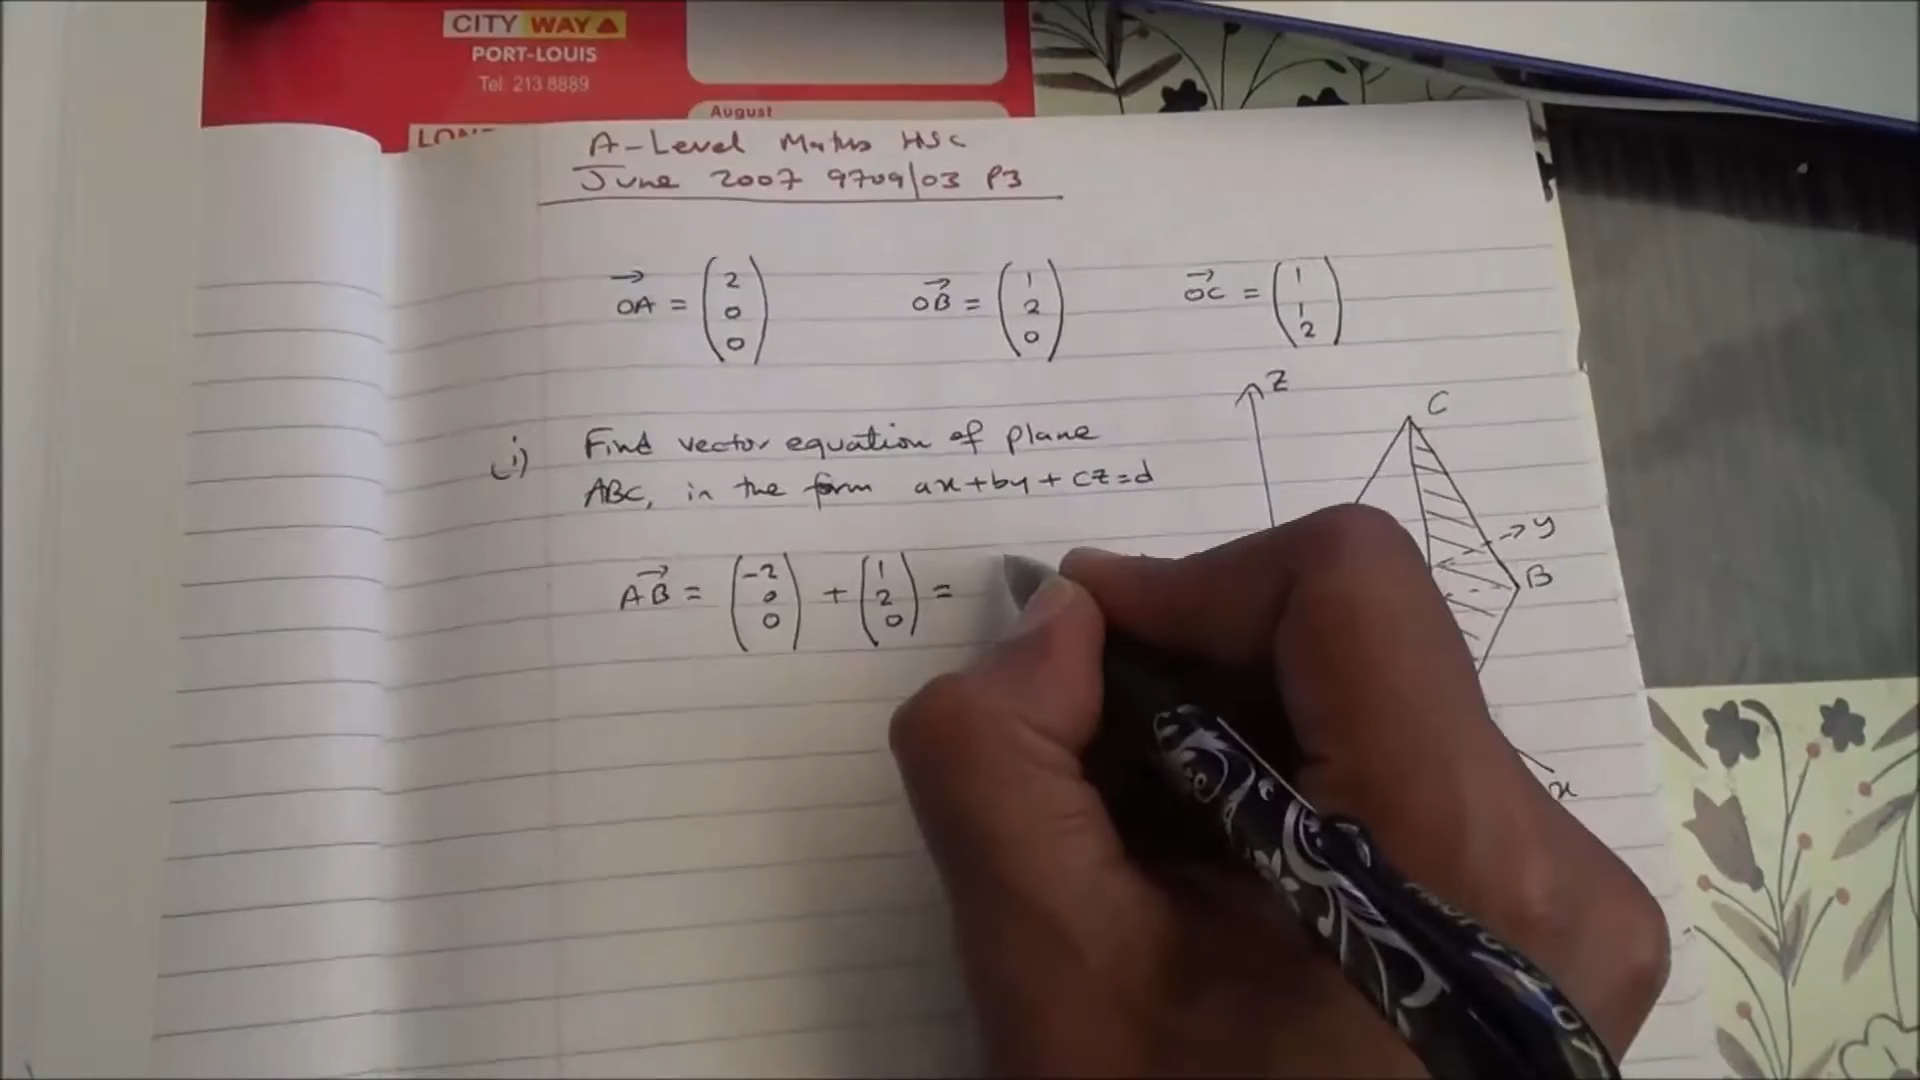 CITY WAY
PORT-LOUIS
Tel: 213 8889
August
A-Level Maths HSC
June 2007 9709/03 P3
OA = (2 0 0) OB = (1 2 0) OC = (1 1 2)
Z
C
(i) Find vector equation of plane
ABC, in the form ax+by+cz=d
y
AB = (-2 0 0) + (1 2 0) =
B
x